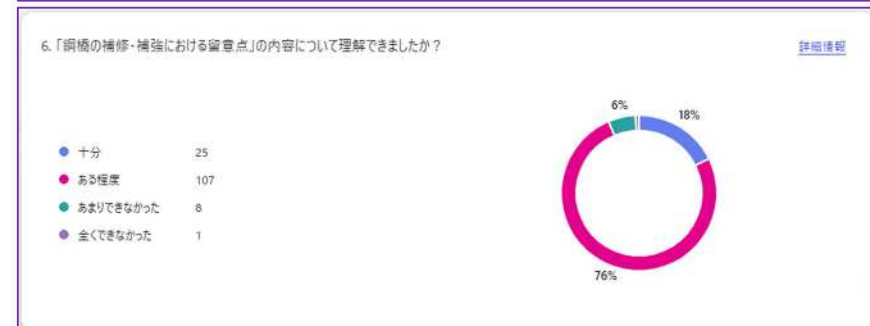 6. 「鋼橋の補修・補強における留意点」の内容について理解できましたか？
詳細情報
十分 25
ある程度 107
あまりできなかった 8
全くできなかった 1
6%
18%
76%